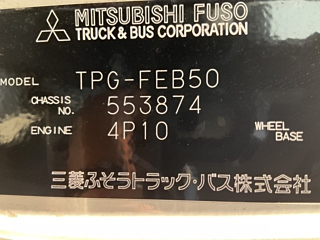 MITSUBISHI FUSO
TRUCK & BUS CORPORATION
MODEL TPG-FEB50
CHASSIS NO. 553874
ENGINE 4P10 WHEEL BASE
三菱ふそうトラック・バス株式会社